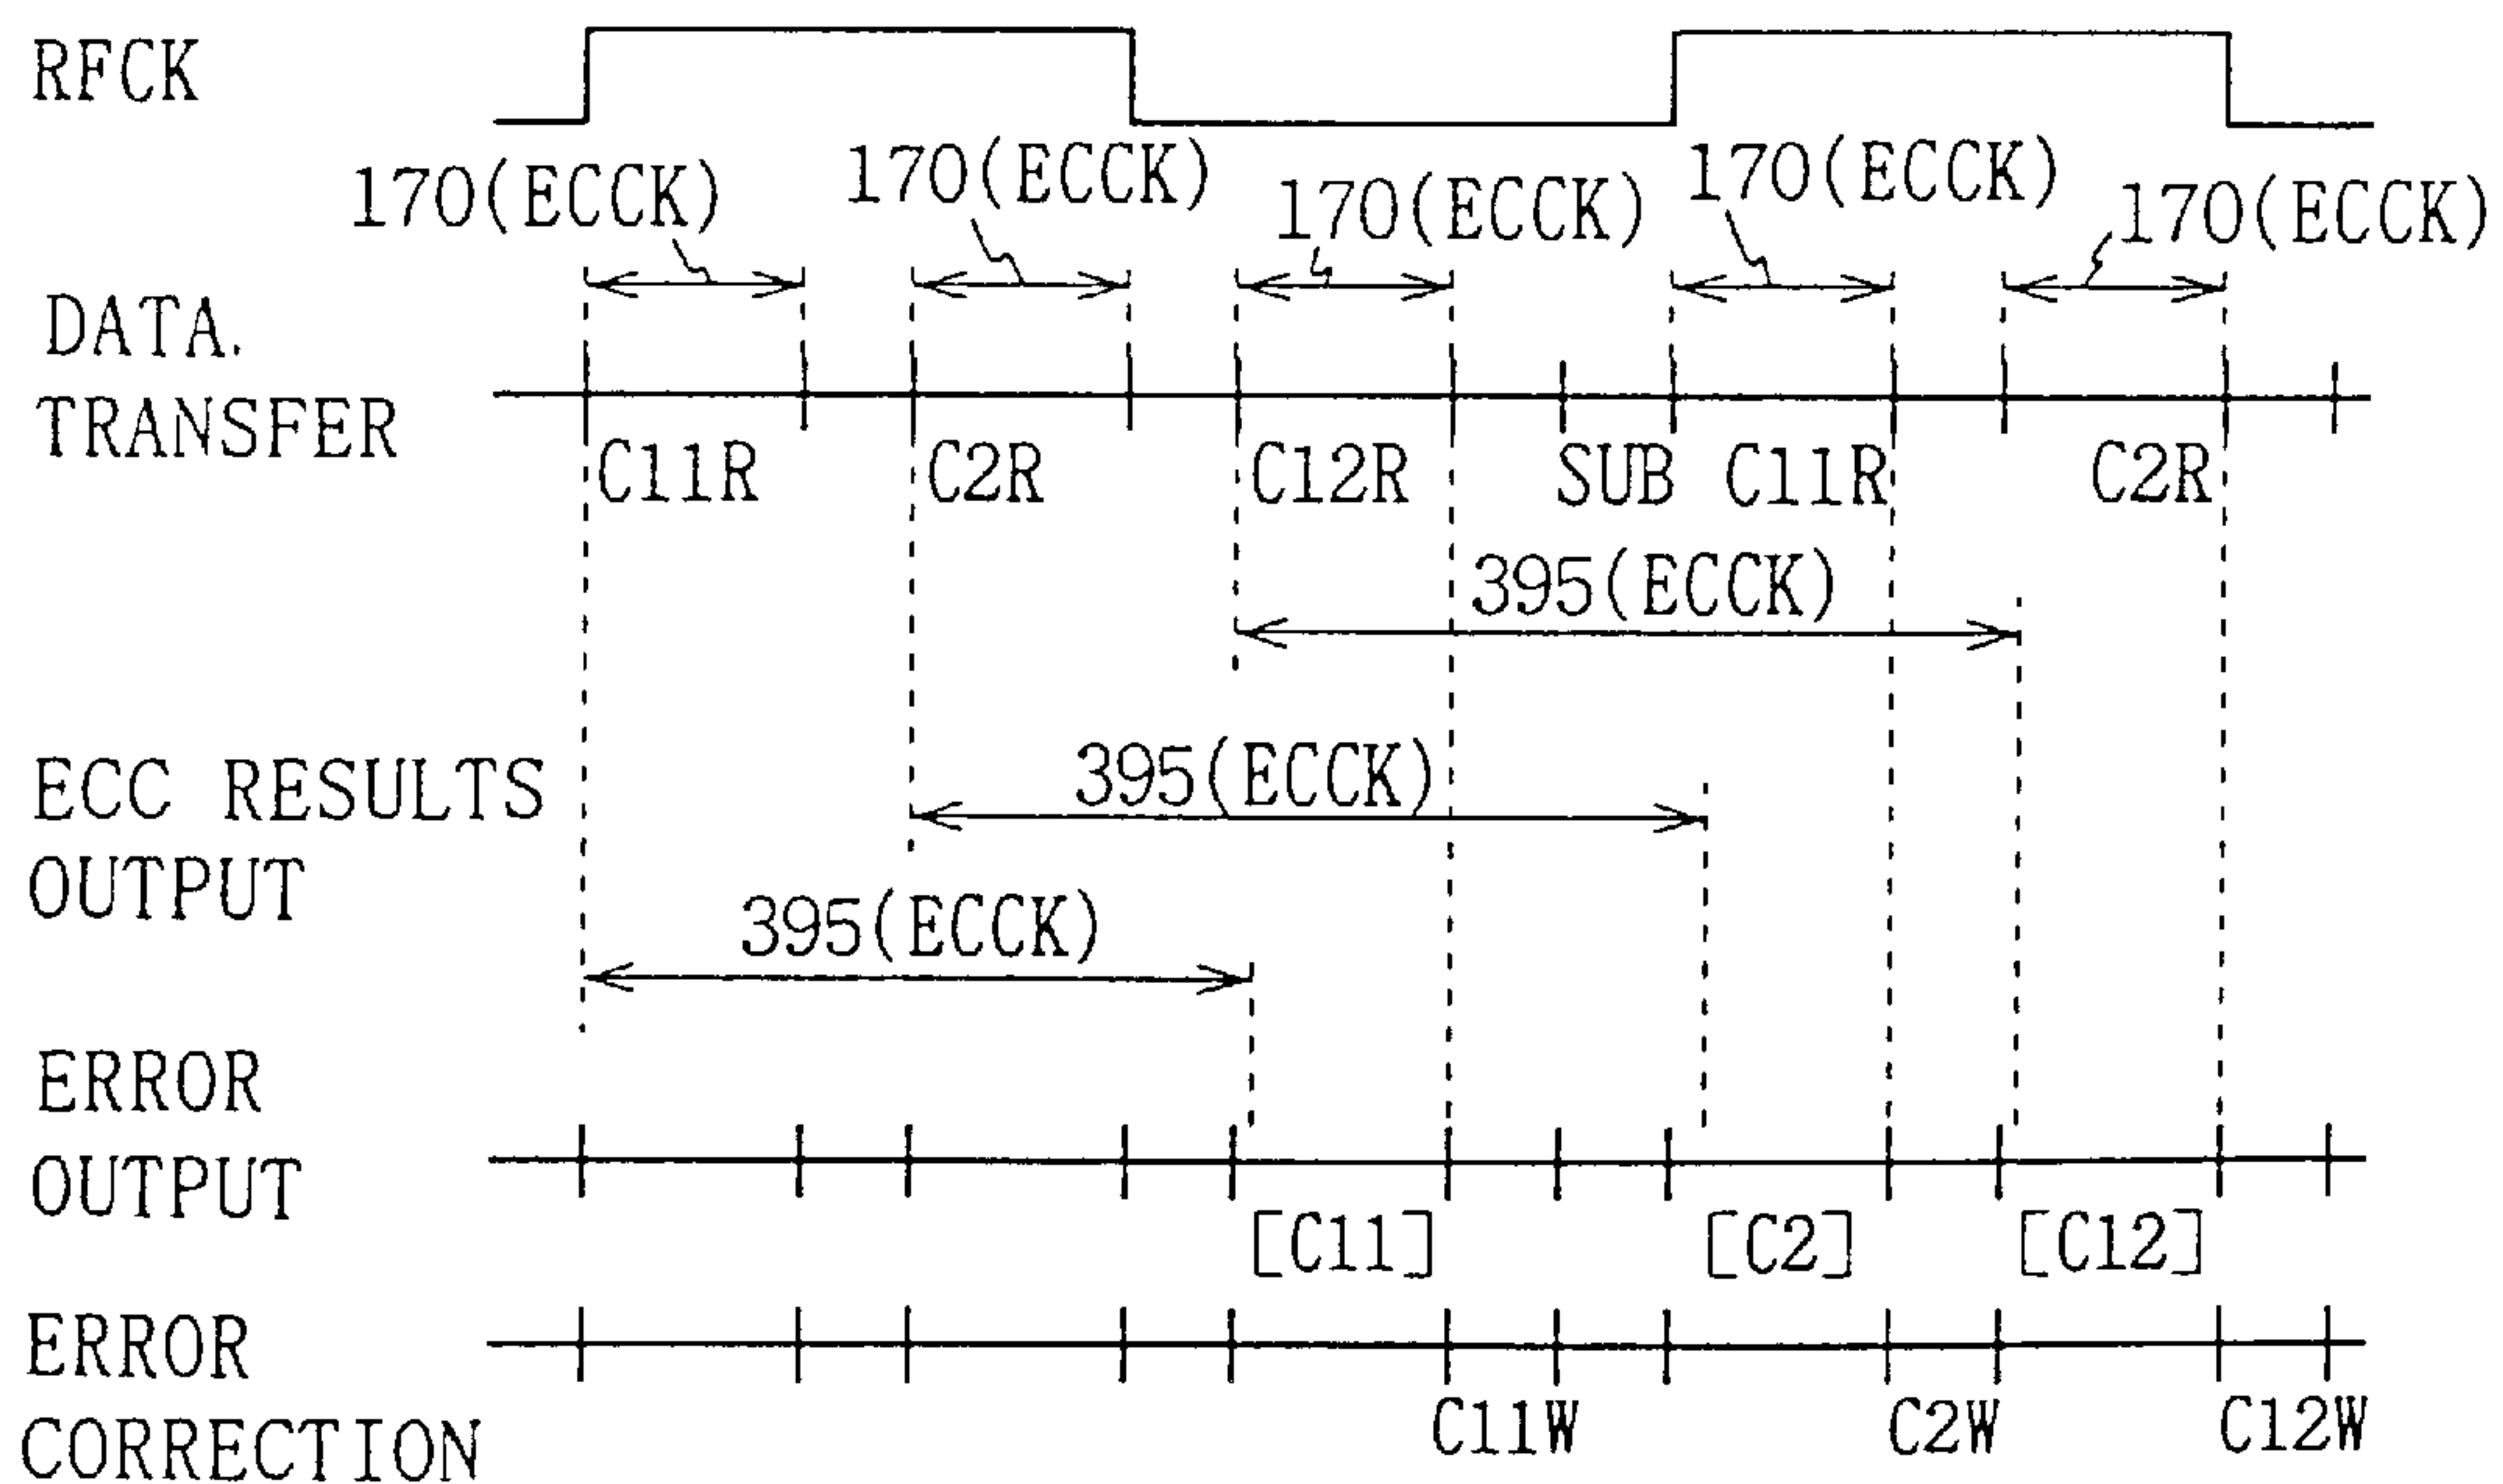 RFCK
170(ECCK) 170(ECCK) 170(ECCK) 170(ECCK) 170(ECCK)
DATA.
TRANSFER
C11R C2R C12R SUB C11R C2R
395(ECCK)
395(ECCK)
ECC RESULTS
OUTPUT
395(ECCK)
ERROR
OUTPUT
[C11] [C2] [C12]
ERROR
CORRECTION
C11W C2W C12W